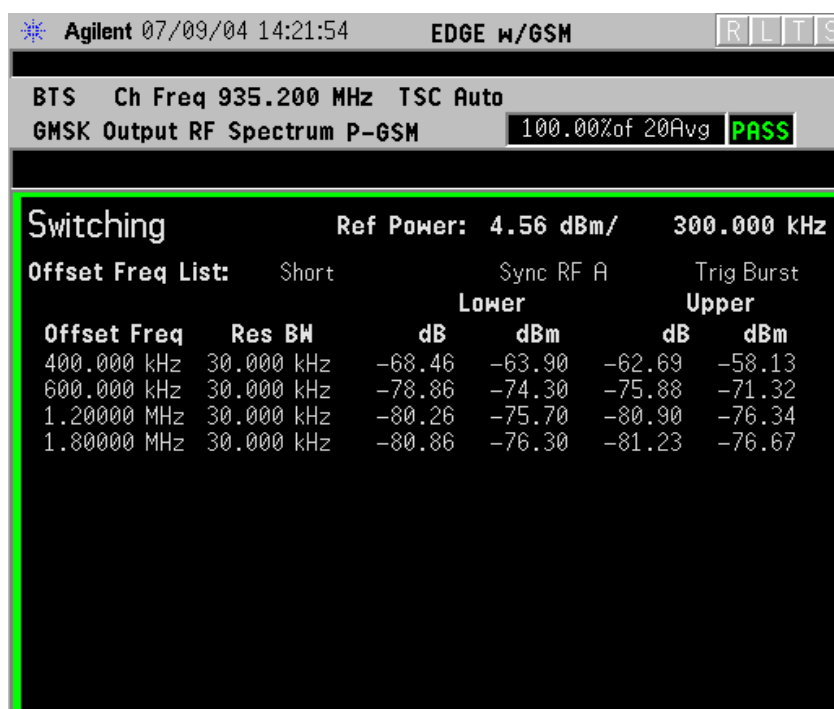 Agilent 07/09/04 14:21:54 EDGE w/GSM R L T S
BTS Ch Freq 935.200 MHz TSC Auto
GMSK Output RF Spectrum P-GSM 100.00%of 20Avg PASS
Switching Ref Power: 4.56 dBm/ 300.000 kHz
Offset Freq List: Short Sync RF A Trig Burst
Lower Upper
Offset Freq Res BW dB dBm dB dBm
400.000 kHz 30.000 kHz -68.46 -63.90 -62.69 -58.13
600.000 kHz 30.000 kHz -78.86 -74.30 -75.88 -71.32
1.20000 MHz 30.000 kHz -80.26 -75.70 -80.90 -76.34
1.80000 MHz 30.000 kHz -80.86 -76.30 -81.23 -76.67